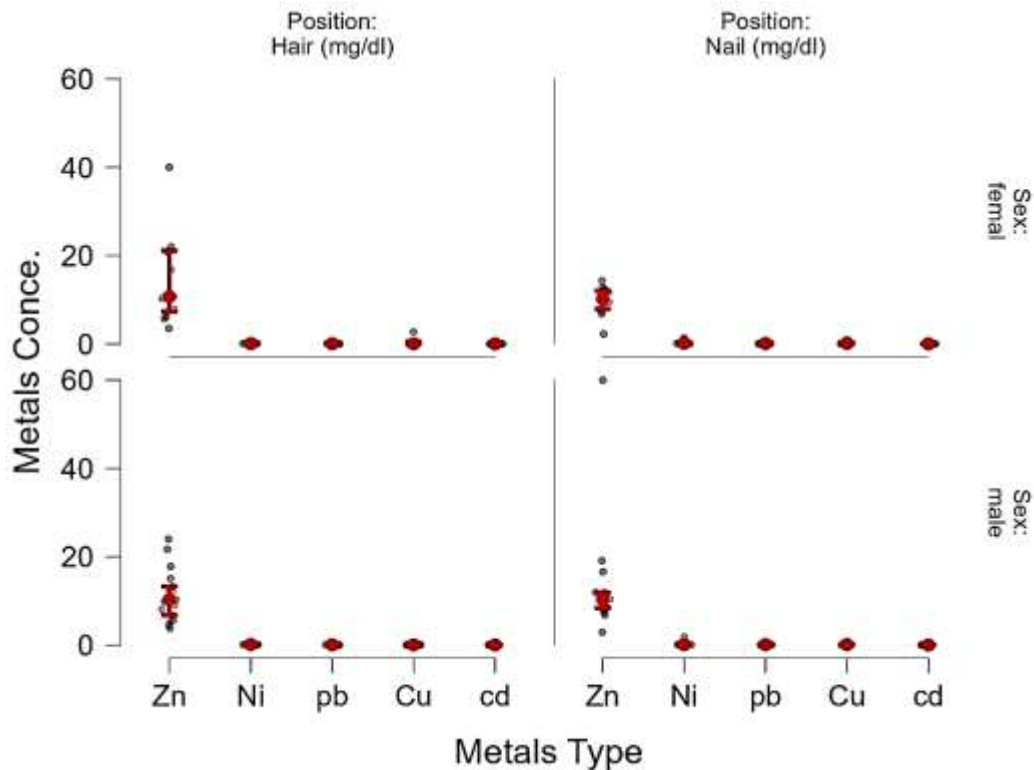 Position:
Hair (mg/dl)
Position:
Nail (mg/dl)
60
40
20
0
Sex:
femal
Metals Conce.
60
40
20
0
Sex:
male
Zn Ni pb Cu cd
Zn Ni pb Cu cd
Metals Type